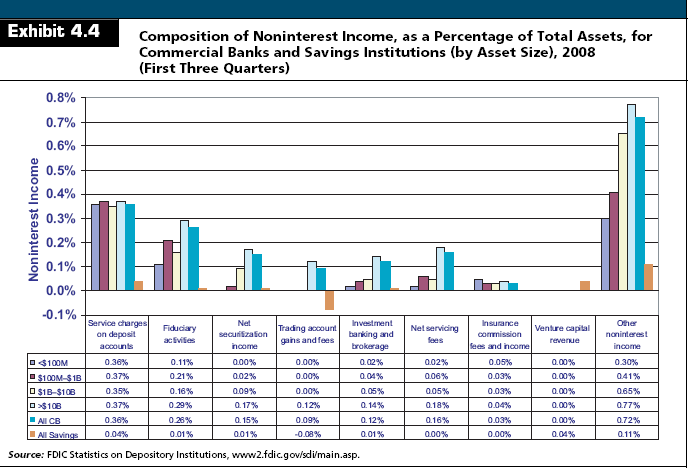 Exhibit 4.4
Composition of Noninterest Income, as a Percentage of Total Assets, for
Commercial Banks and Savings Institutions (by Asset Size), 2008
(First Three Quarters)
0.8%
0.7%
0.6%
0.5%
0.4%
0.3%
0.2%
0.1%
0.0%
-0.1%
Noninterest Income
Service charges on deposit accounts
Fiduciary activities
Net securitization income
Trading account gains and fees
Investment banking and brokerage
Net servicing fees
Insurance commission fees and income
Venture capital revenue
Other noninterest income
<$100M 0.36% 0.11% 0.00% 0.00% 0.02% 0.02% 0.05% 0.00% 0.30%
$100M–$1B 0.37% 0.21% 0.02% 0.00% 0.04% 0.06% 0.03% 0.00% 0.41%
$1B–$10B 0.35% 0.16% 0.09% 0.00% 0.05% 0.05% 0.03% 0.00% 0.65%
>$10B 0.37% 0.29% 0.17% 0.12% 0.14% 0.18% 0.04% 0.00% 0.77%
All CB 0.36% 0.26% 0.15% 0.09% 0.12% 0.16% 0.03% 0.00% 0.72%
All Savings 0.04% 0.01% 0.01% -0.08% 0.01% 0.00% 0.00% 0.04% 0.11%
Source: FDIC Statistics on Depository Institutions, www2.fdic.gov/sdi/main.asp.